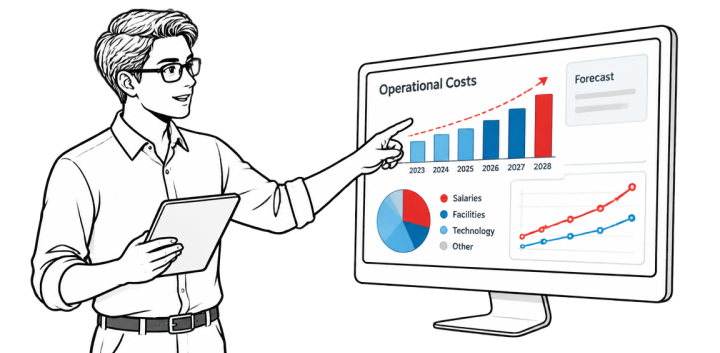 Operational Costs
Forecast
2023 2024 2025 2026 2027 2028
Salaries
Facilities
Technology
Other